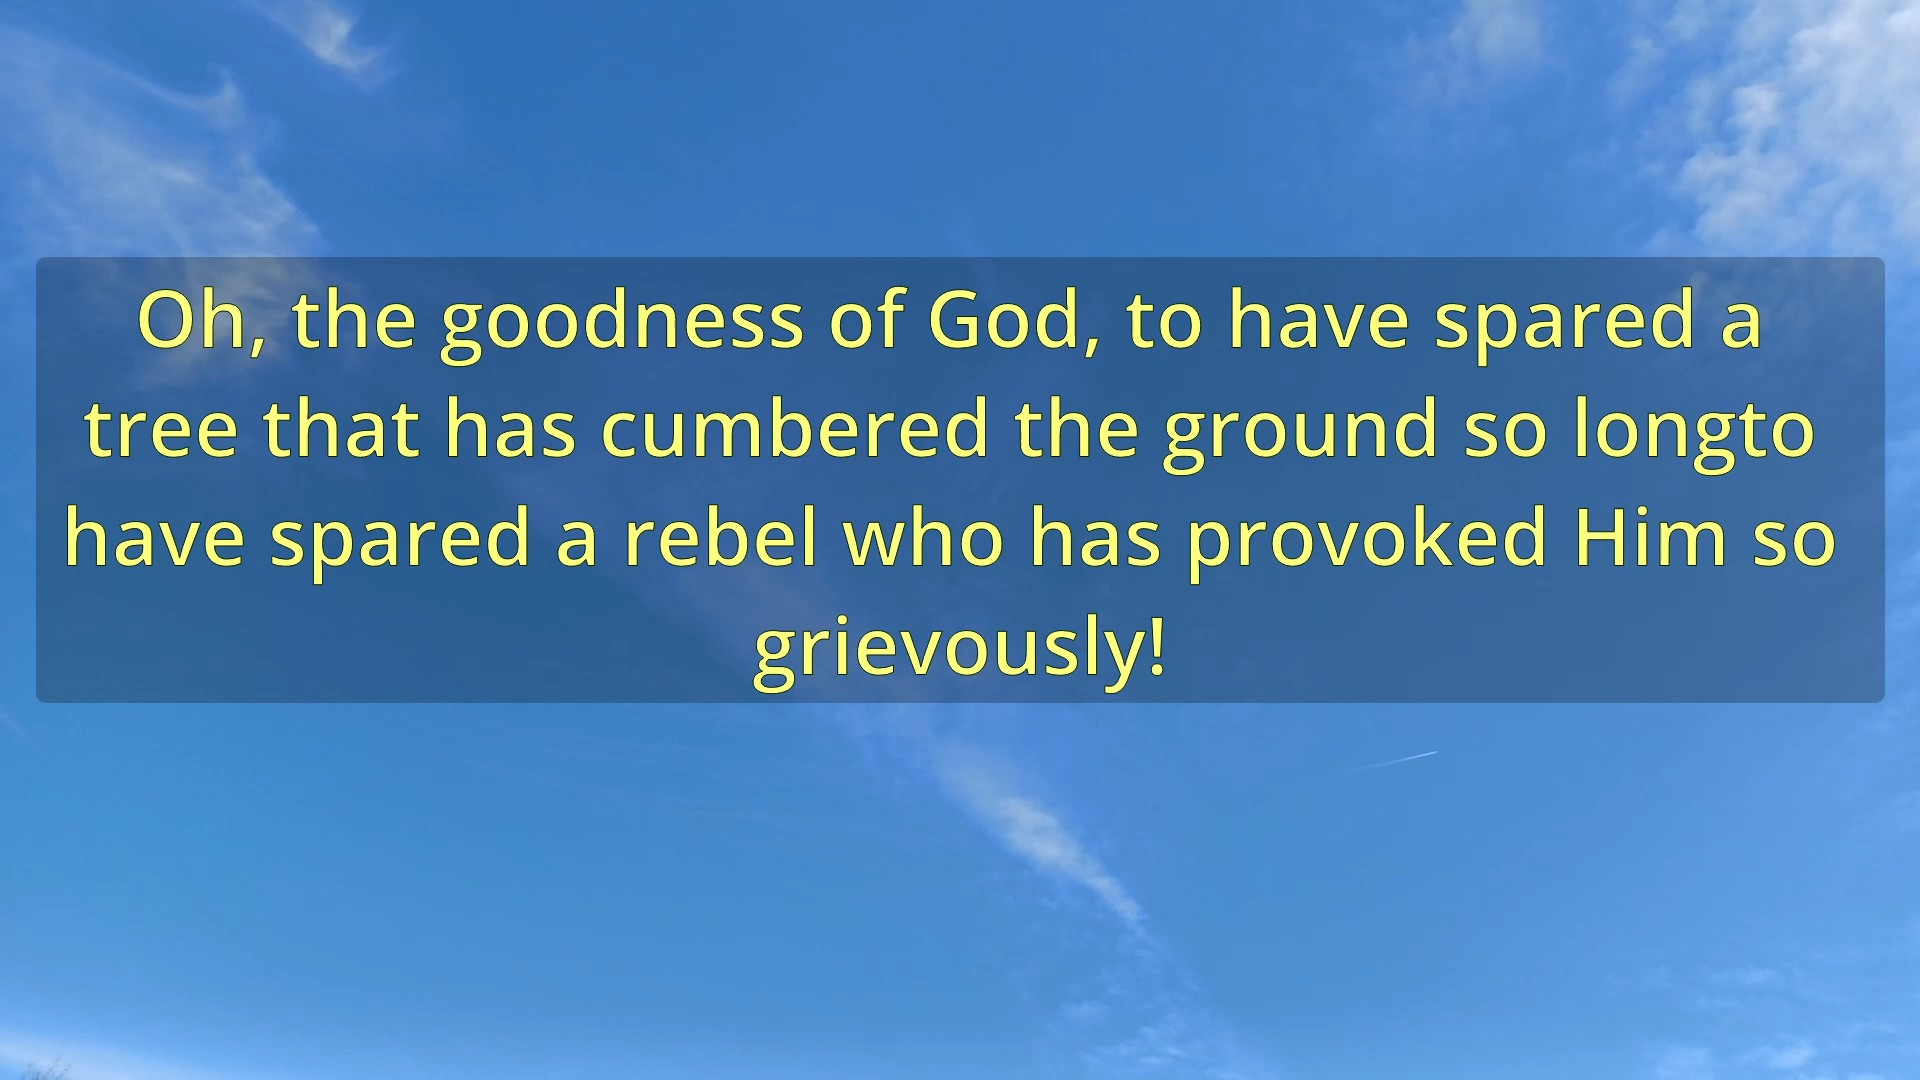 Oh, the goodness of God, to have spared a
tree that has cumbered the ground so longto
have spared a rebel who has provoked Him so
grievously!